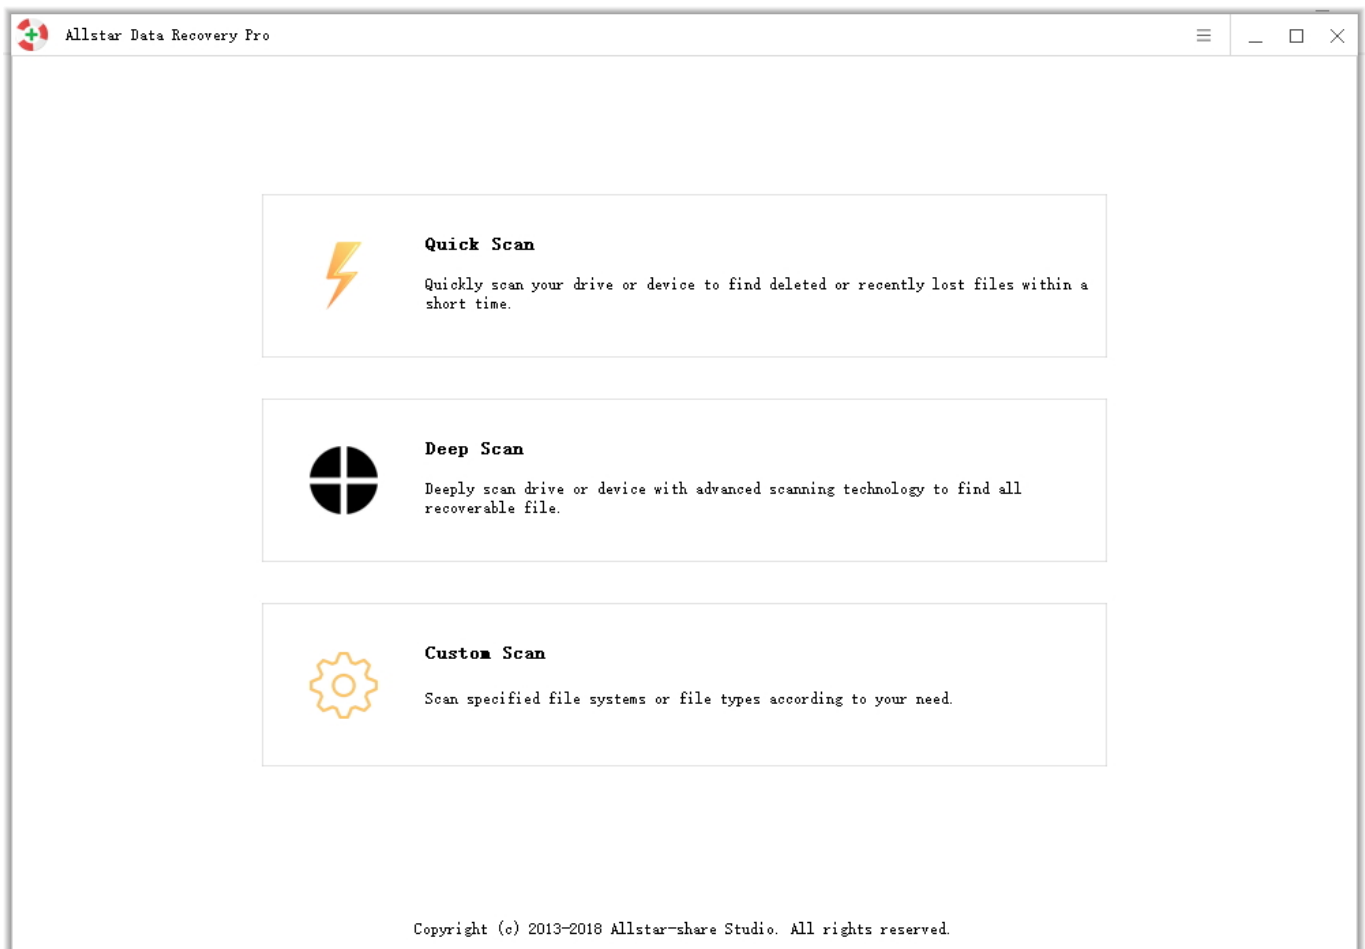 Allstar Data Recovery Pro
Quick Scan
Quickly scan your drive or device to find deleted or recently lost files within a
short time.
Deep Scan
Deeply scan drive or device with advanced scanning technology to find all
recoverable file.
Custom Scan
Scan specified file systems or file types according to your need.
Copyright (c) 2013-2018 Allstar-share Studio. All rights reserved.